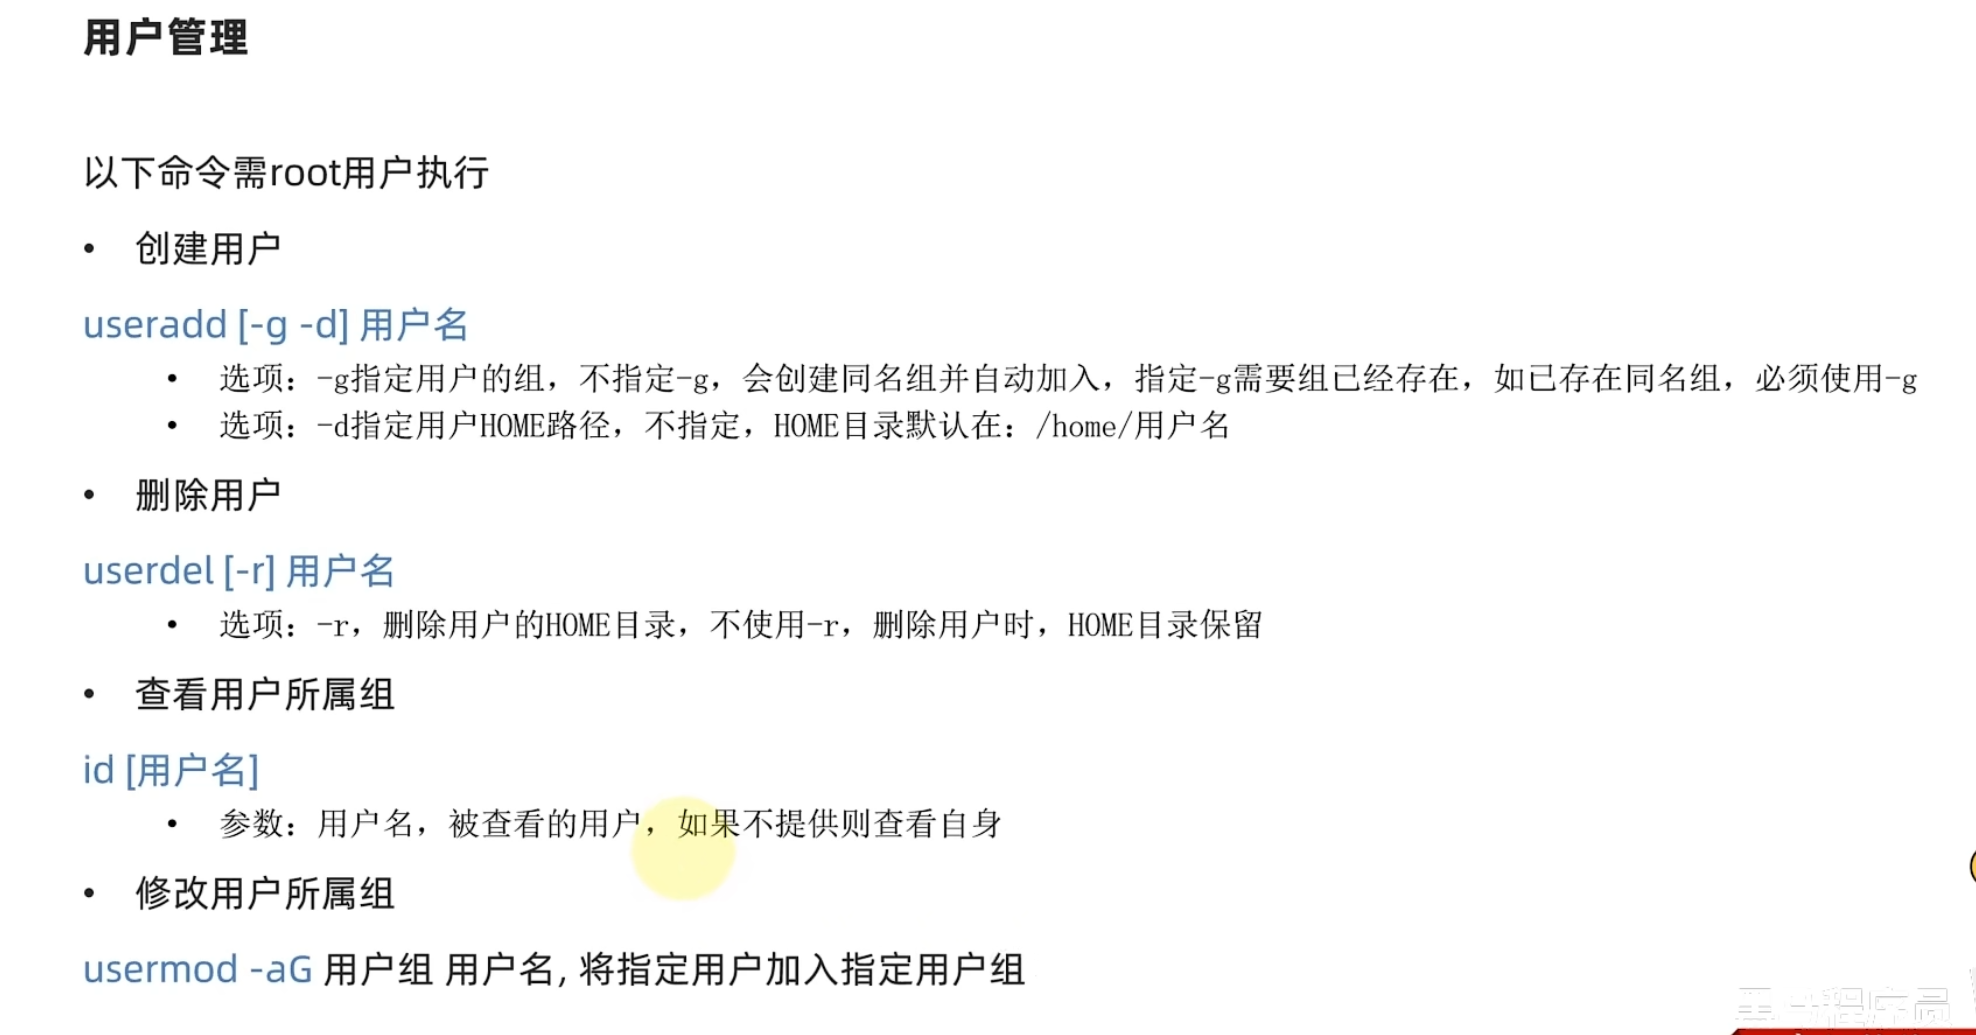 用户管理
以下命令需root用户执行
• 创建用户
useradd [-g -d] 用户名
• 选项：-g指定用户的组，不指定-g，会创建同名组并自动加入，指定-g需要组已经存在，如已存在同名组，必须使用-g
• 选项：-d指定用户HOME路径，不指定，HOME目录默认在：/home/用户名
• 删除用户
userdel [-r] 用户名
• 选项：-r，删除用户的HOME目录，不使用-r，删除用户时，HOME目录保留
• 查看用户所属组
id [用户名]
• 参数：用户名，被查看的用户，如果不提供则查看自身
• 修改用户所属组
usermod -aG 用户组 用户名, 将指定用户加入指定用户组
黑马程序员